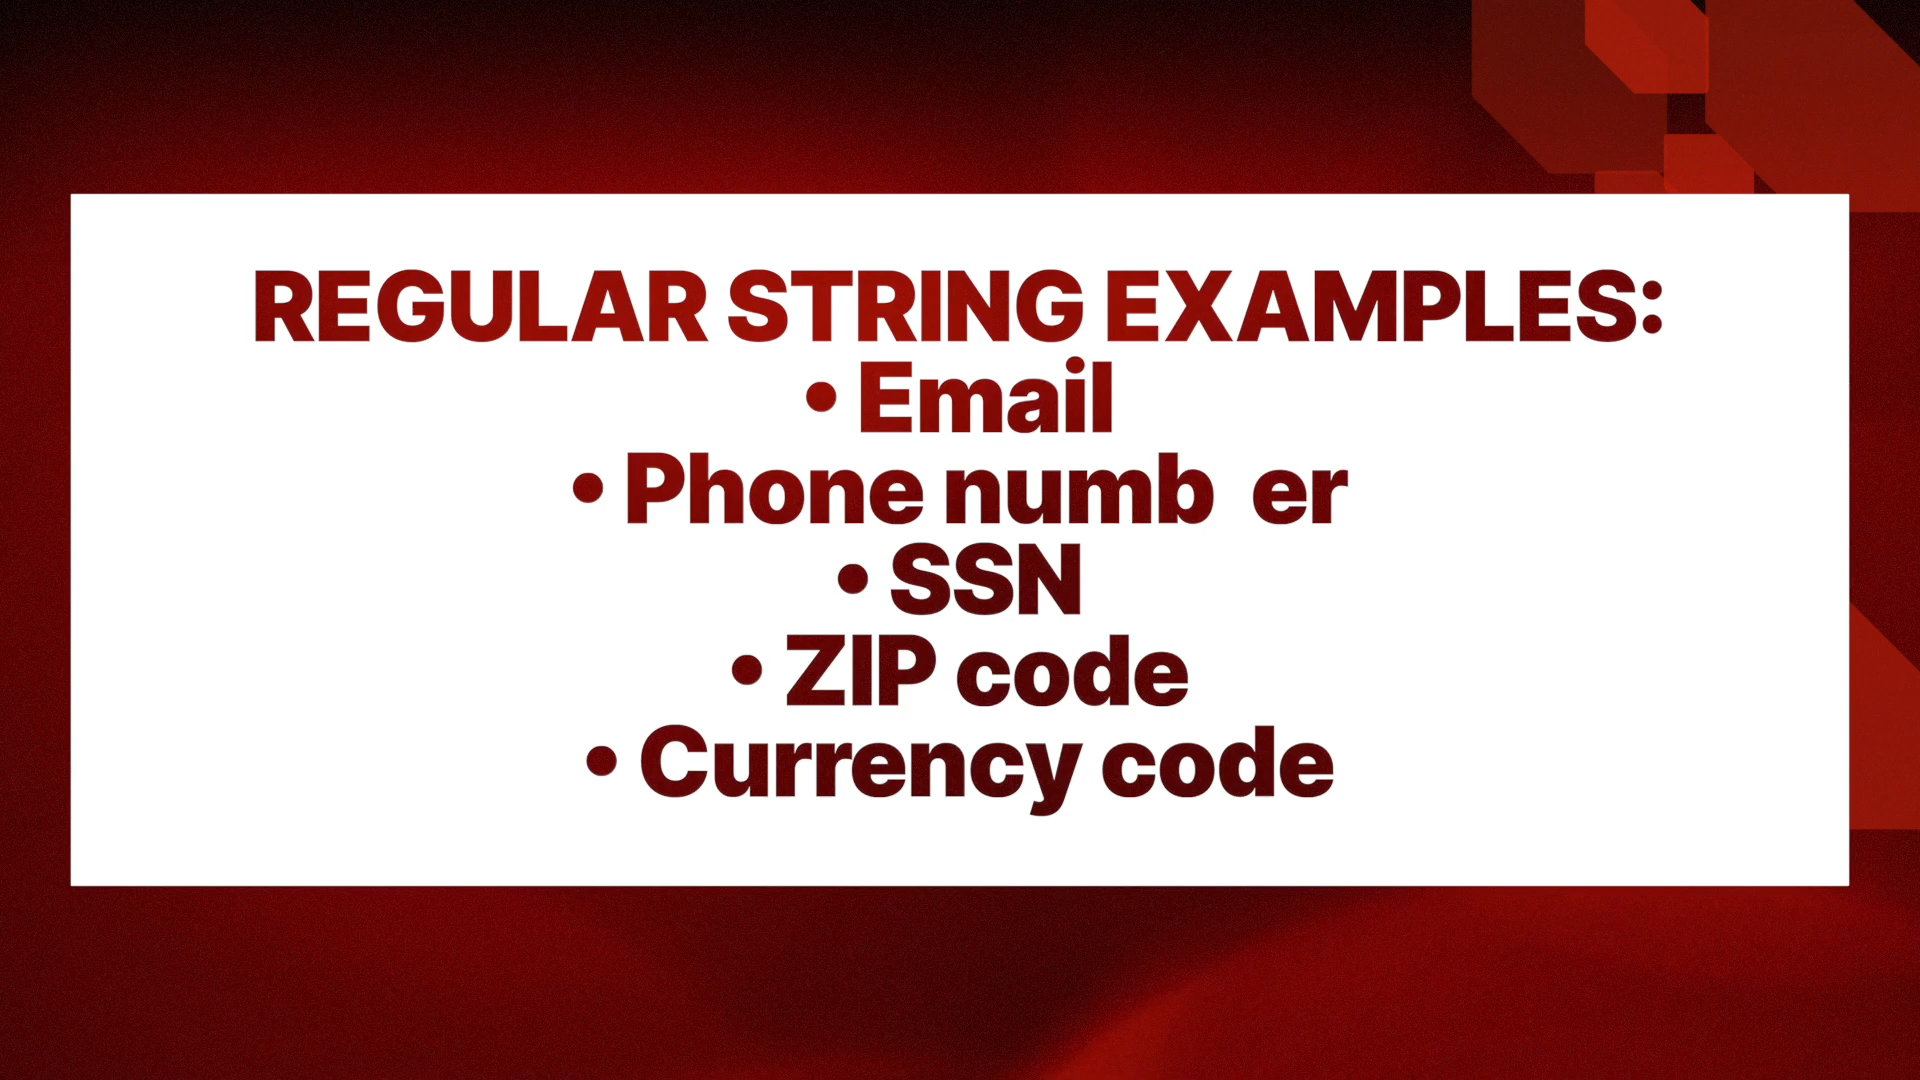 REGULAR STRING EXAMPLES:
• Email
• Phone numb  er
• SSN
• ZIP code
• Currency code